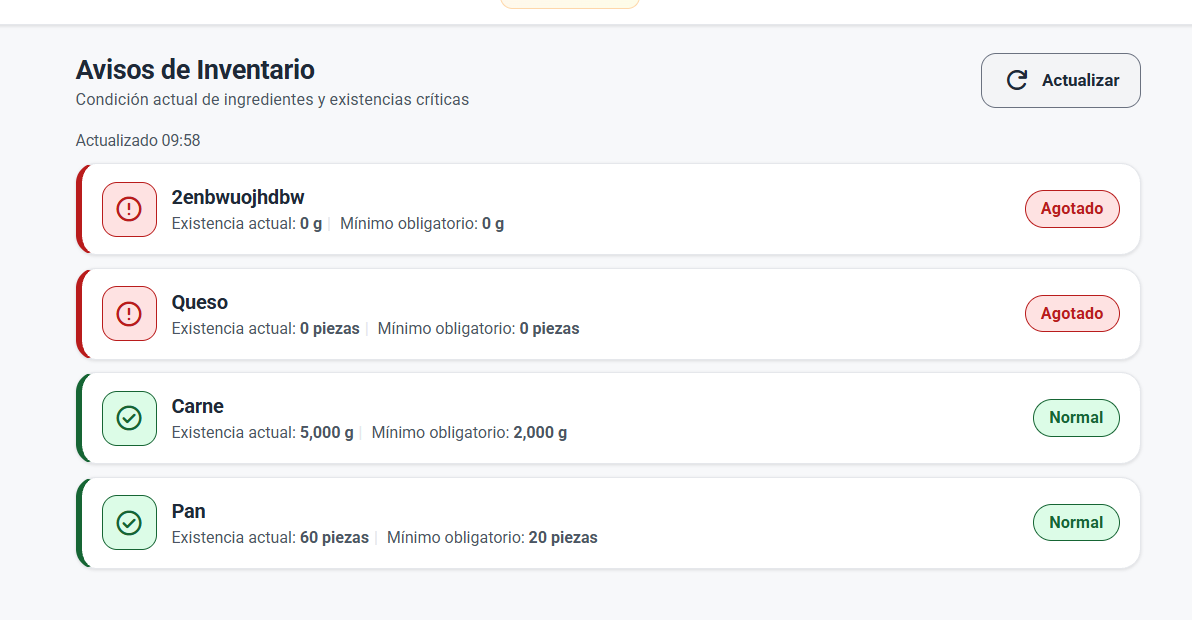 Avisos de Inventario
Condición actual de ingredientes y existencias críticas
Actualizar
Actualizado 09:58
2enbwuojhdbw
Existencia actual: 0 g | Mínimo obligatorio: 0 g
Agotado
Queso
Existencia actual: 0 piezas | Mínimo obligatorio: 0 piezas
Agotado
Carne
Existencia actual: 5,000 g | Mínimo obligatorio: 2,000 g
Normal
Pan
Existencia actual: 60 piezas | Mínimo obligatorio: 20 piezas
Normal